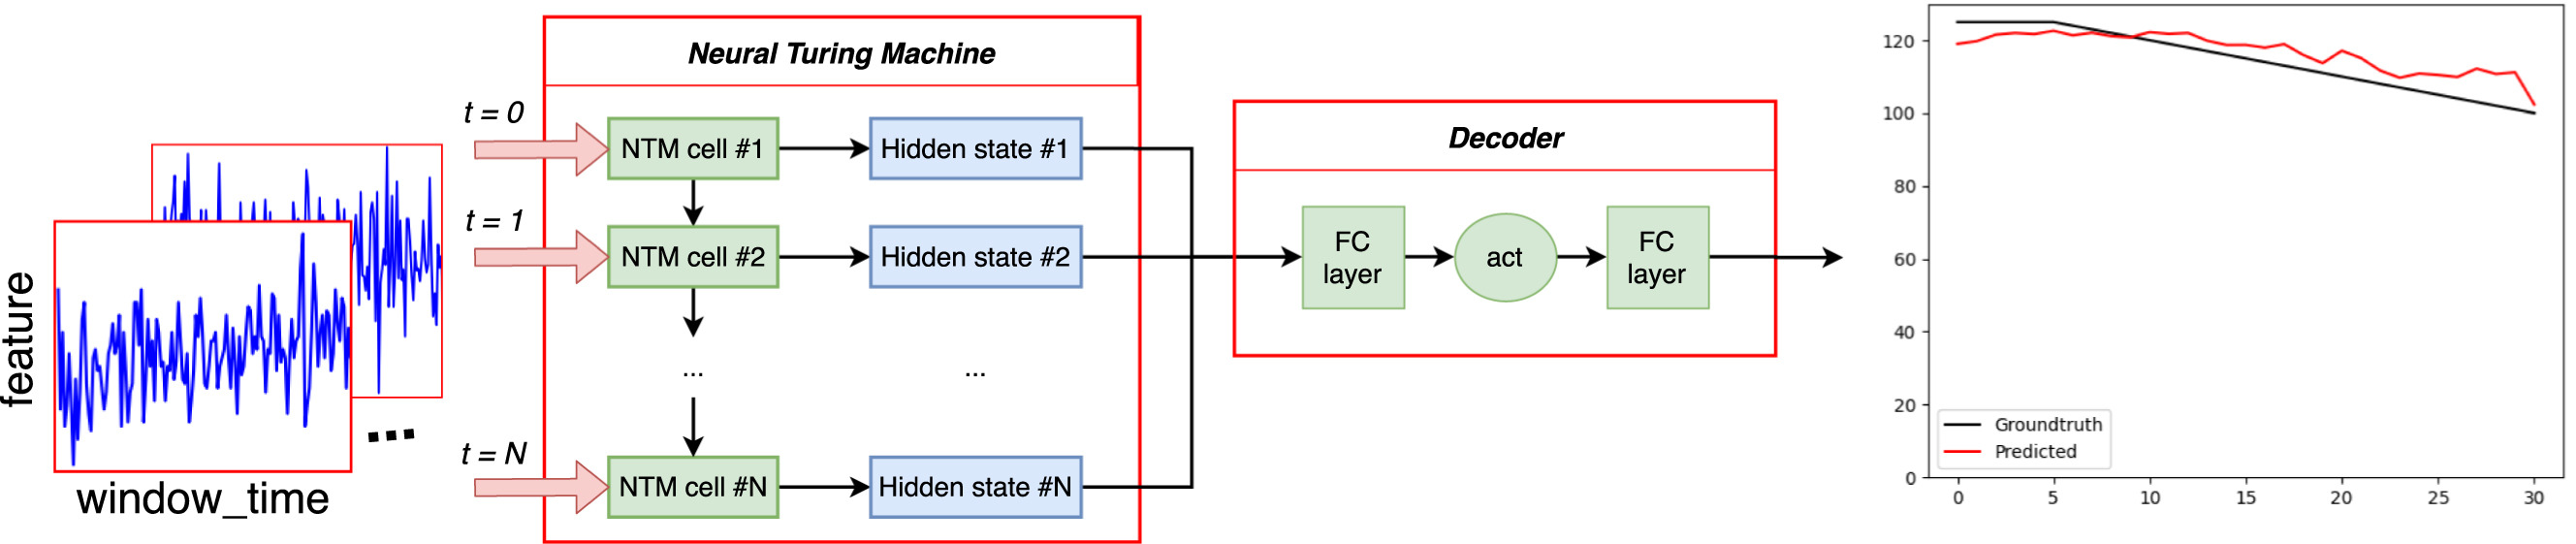 feature
window_time
Neural Turing Machine
t = 0
NTM cell #1
Hidden state #1
t = 1
NTM cell #2
Hidden state #2
...
...
t = N
NTM cell #N
Hidden state #N
Decoder
FC
layer
act
FC
layer
120
100
80
60
40
20
0
0 5 10 15 20 25 30
Groundtruth
Predicted